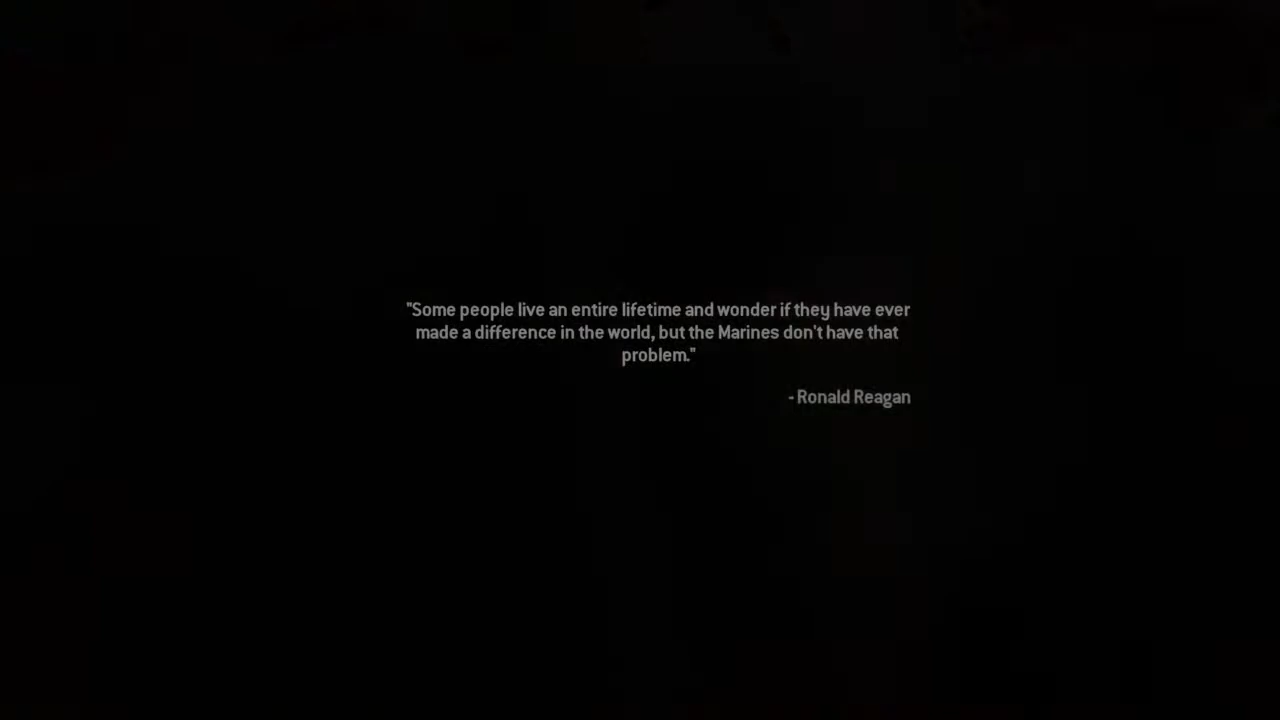 "Some people live an entire lifetime and wonder if they have ever
made a difference in the world, but the Marines don't have that
problem."
- Ronald Reagan